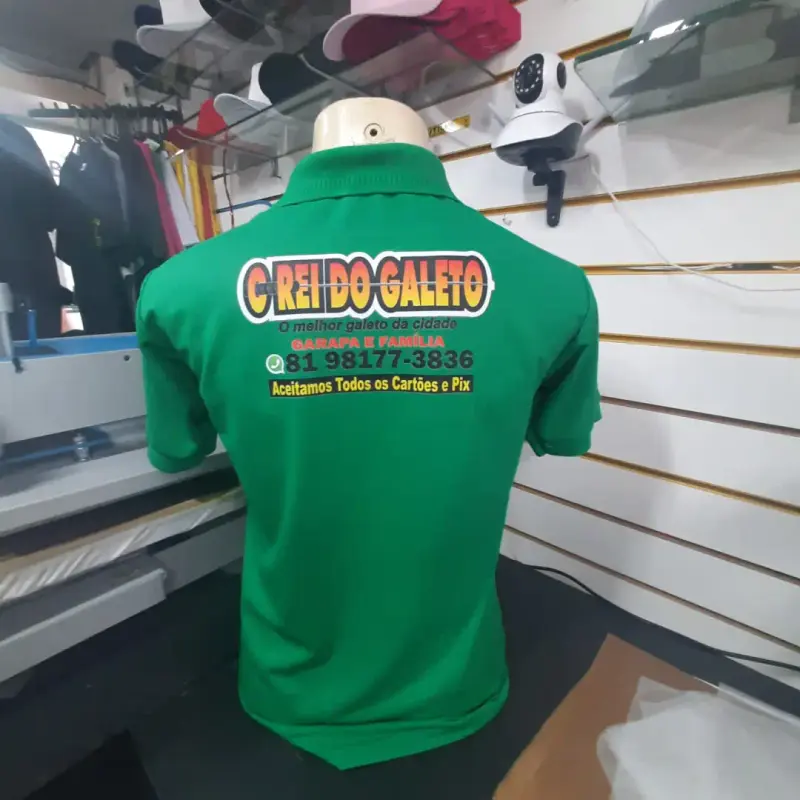 O REI DO GALETO
O melhor galeto da cidade
GARAPA E FAMÍLIA
81 98177-3836
Aceitamos Todos os Cartões e Pix